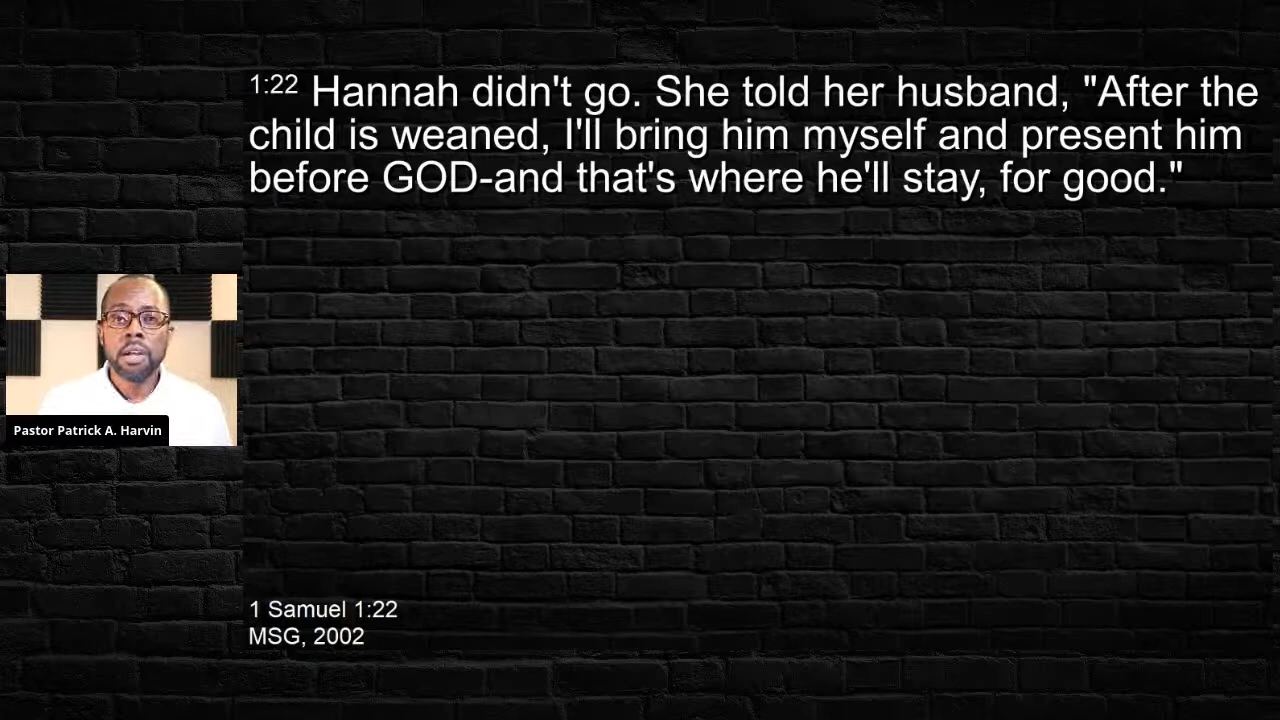 1:22 Hannah didn't go. She told her husband, "After the
child is weaned, I'll bring him myself and present him
before GOD-and that's where he'll stay, for good."
Pastor Patrick A. Harvin
1 Samuel 1:22
MSG, 2002